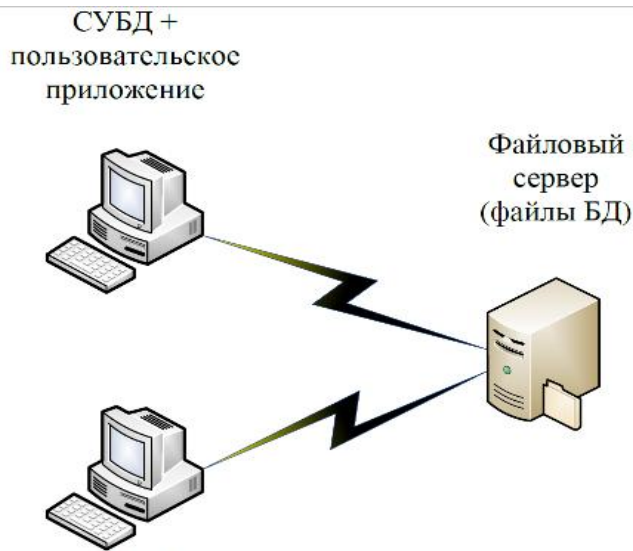 СУБД +
пользовательское
приложение
Файловый
сервер
(файлы БД)